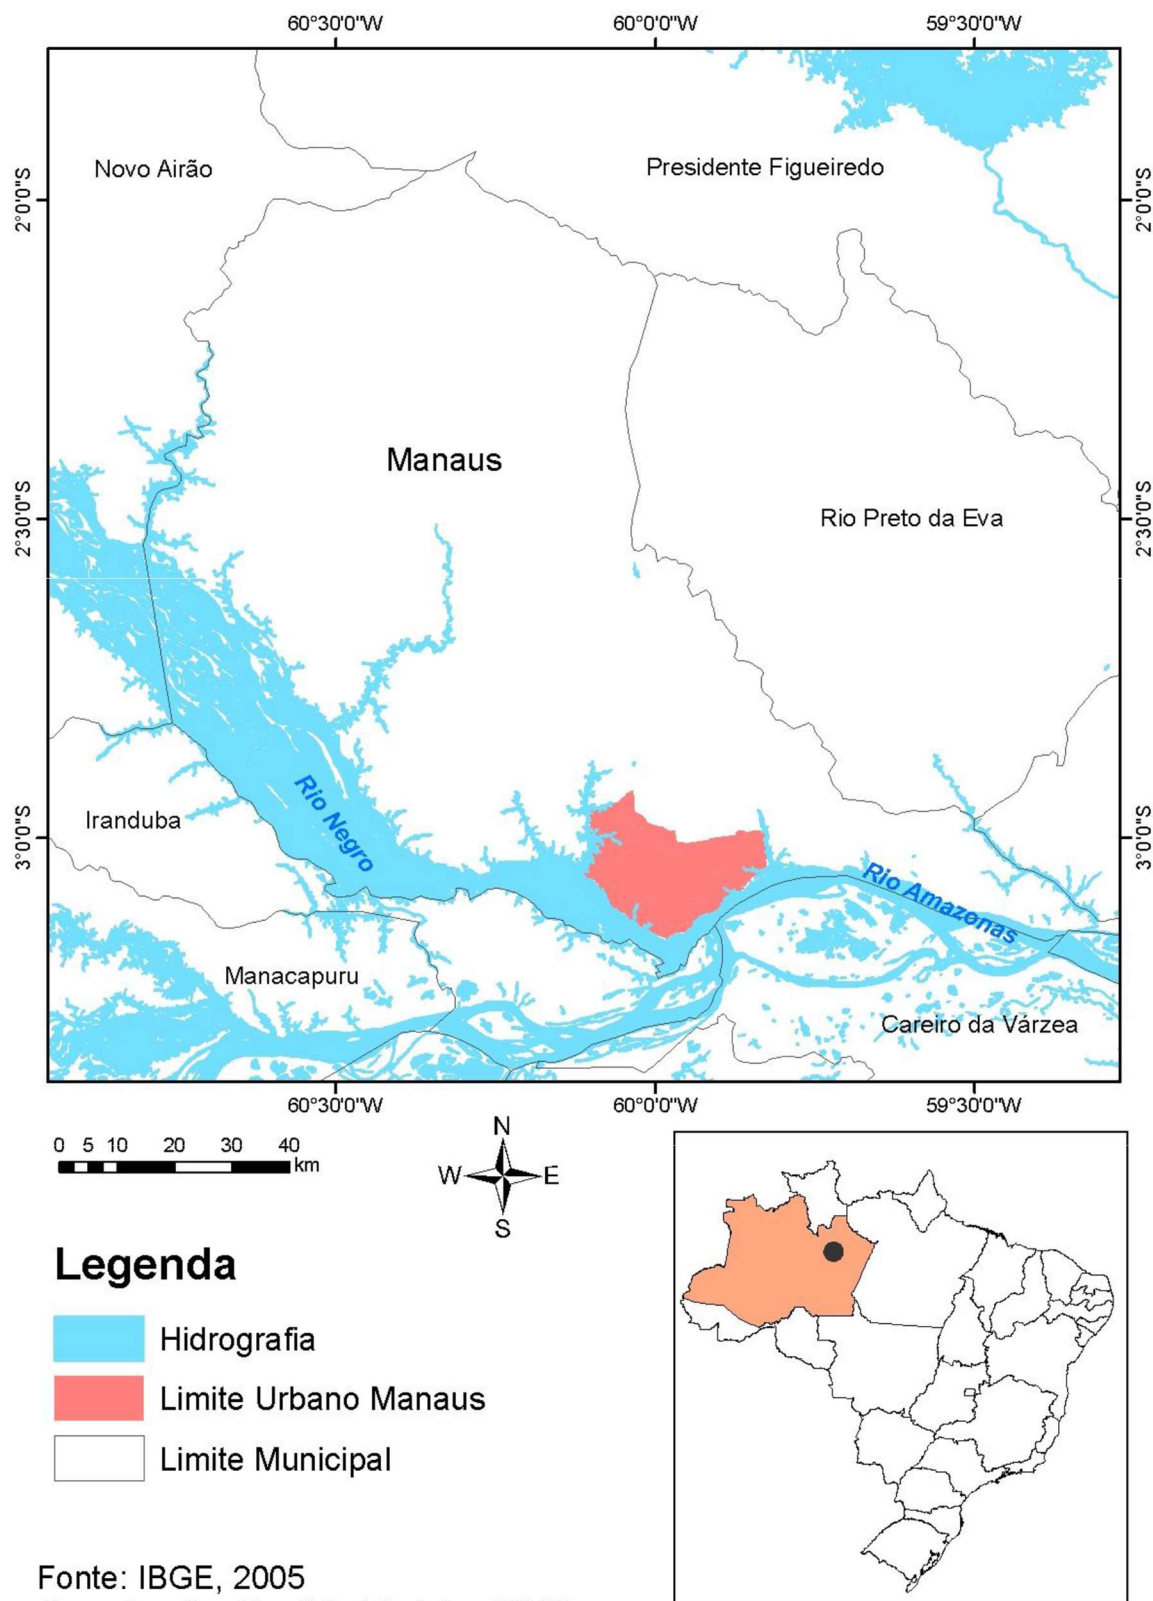 60°30'0"W 60°0'0"W 59°30'0"W
Novo Airão
Presidente Figueiredo
2°0'0"S 2°0'0"S
Manaus
Rio Preto da Eva
2°30'0"S 2°30'0"S
Rio Negro
Iranduba
3°0'0"S 3°0'0"S
Rio Amazonas
Manacapuru
Careiro da Várzea
60°30'0"W 60°0'0"W 59°30'0"W
0 5 10 20 30 40
km
N
W E
S
Legenda
Hidrografia
Limite Urbano Manaus
Limite Municipal
Fonte: IBGE, 2005